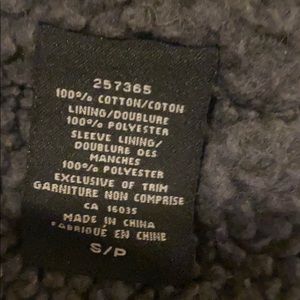 257365
100% COTTON/COTON
LINING/DOUBLURE
100% POLYESTER
SLEEVE LINING/
DOUBLURE DES
MANCHES
100% POLYESTER
EXCLUSIVE OF TRIM
GARNITURE NON COMPRISE
CA 16035
MADE IN CHINA
FABRIQUÉ EN CHINE
S/P